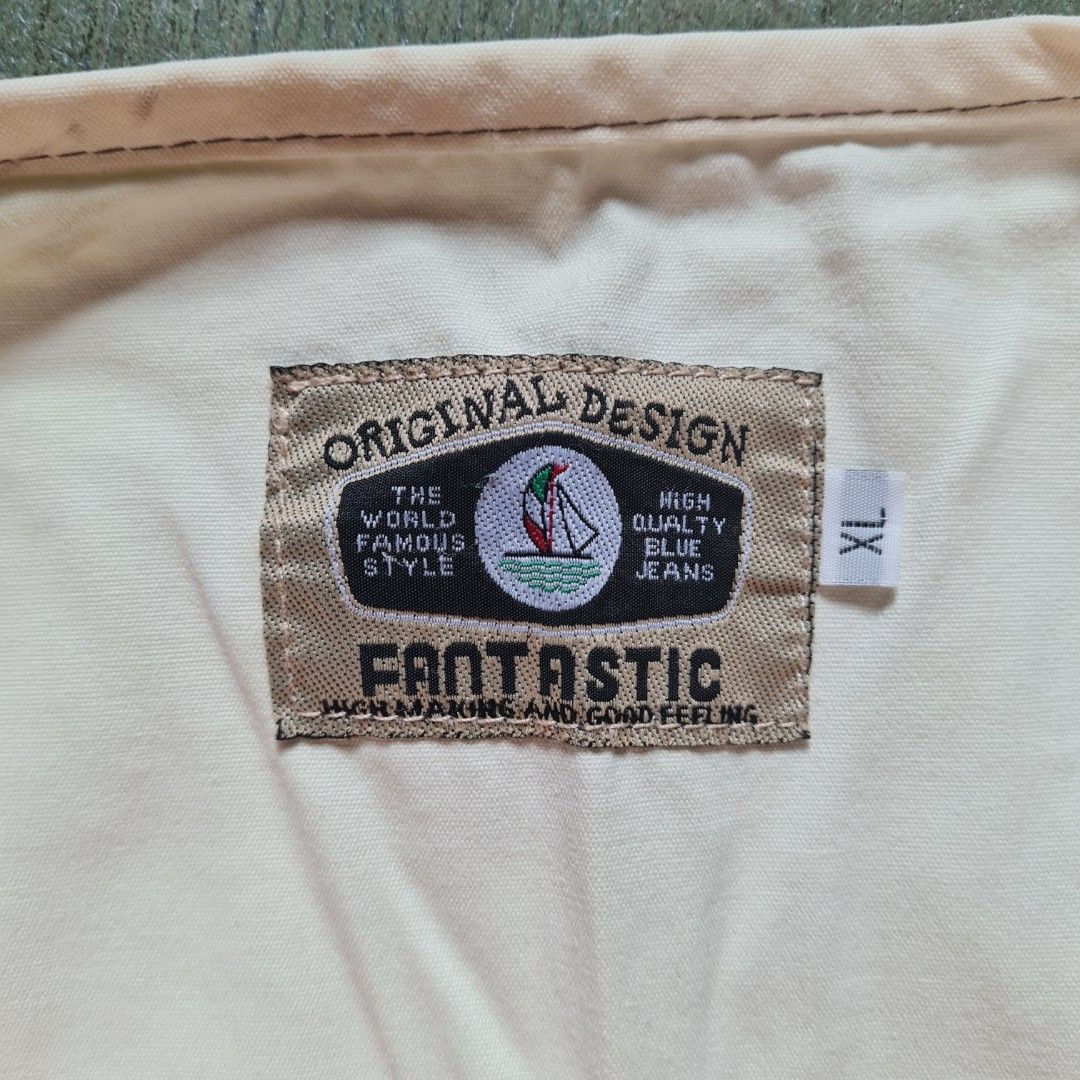 ORIGINAL DESIGN
THE
WORLD
FAMOUS
STYLE
HIGH
QUALTY
BLUE
JEANS
FANTASTIC
HIGH MAKING AND GOOD FEELING
XL